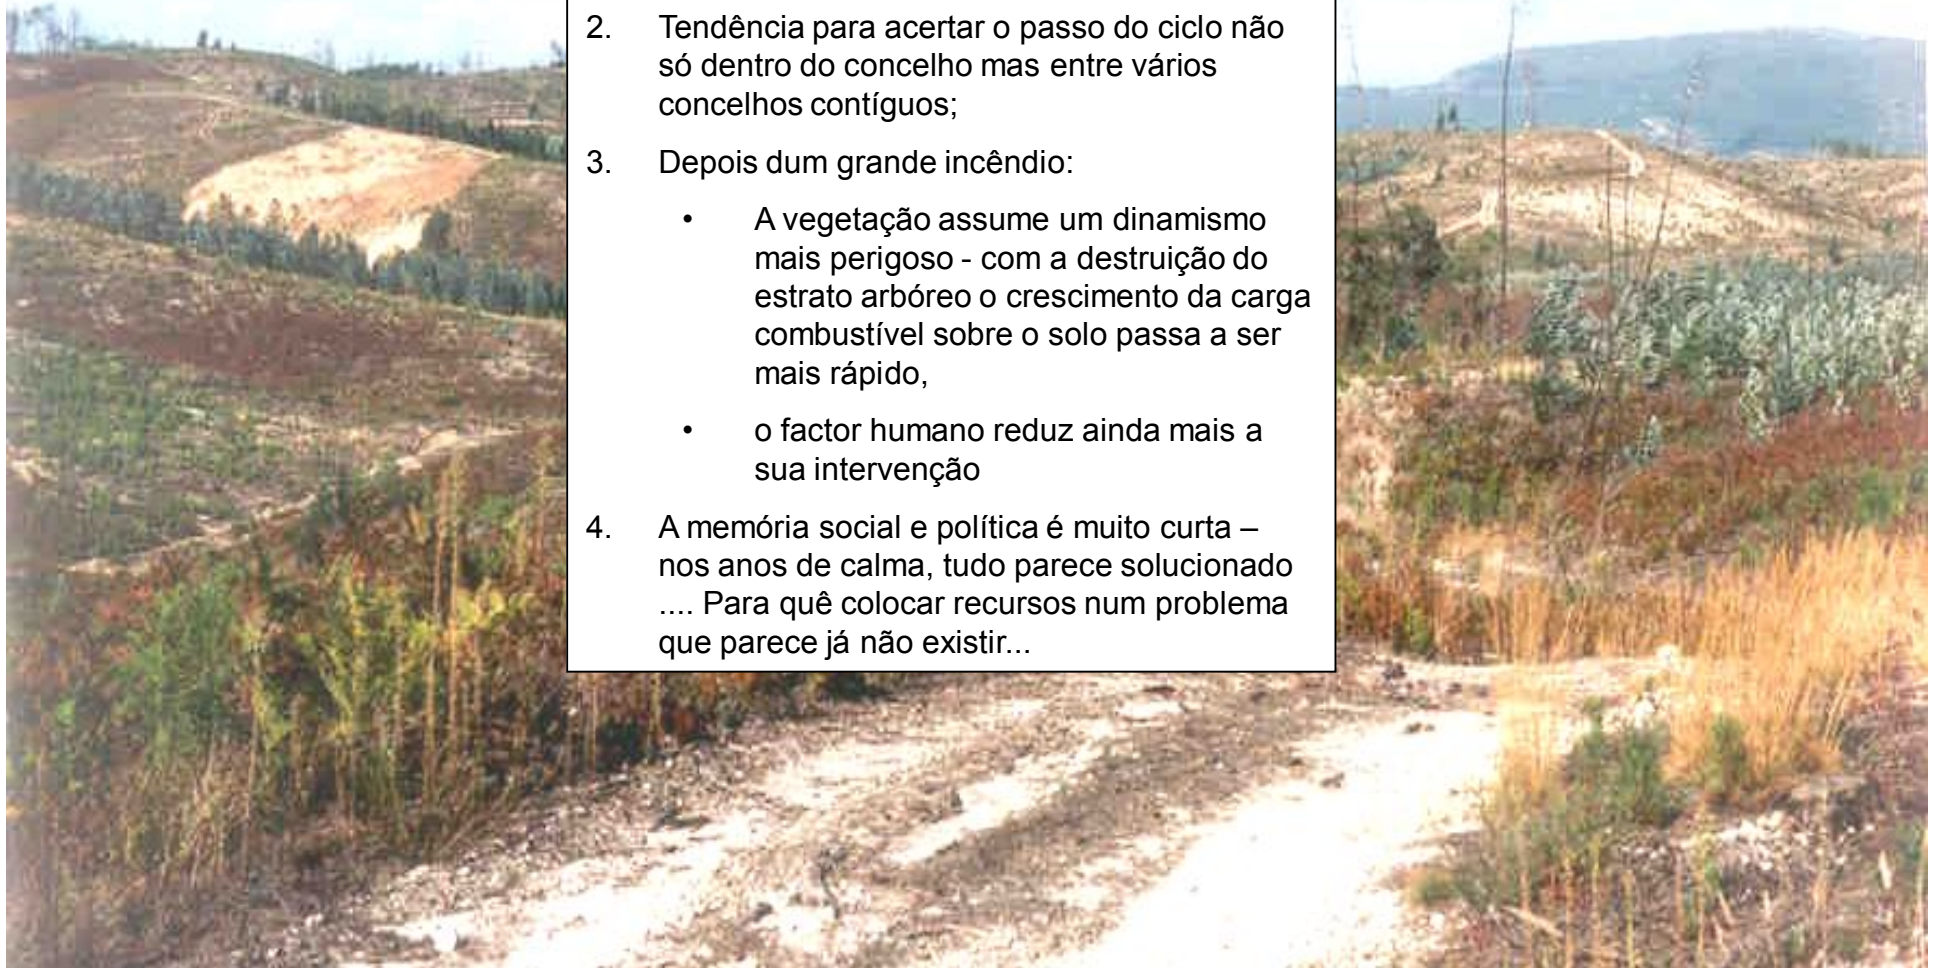 2. Tendência para acertar o passo do ciclo não
só dentro do concelho mas entre vários
concelhos contíguos;
3. Depois dum grande incêndio:
• A vegetação assume um dinamismo
mais perigoso - com a destruição do
estrato arbóreo o crescimento da carga
combustível sobre o solo passa a ser
mais rápido,
• o factor humano reduz ainda mais a
sua intervenção
4. A memória social e política é muito curta –
nos anos de calma, tudo parece solucionado
.... Para quê colocar recursos num problema
que parece já não existir...